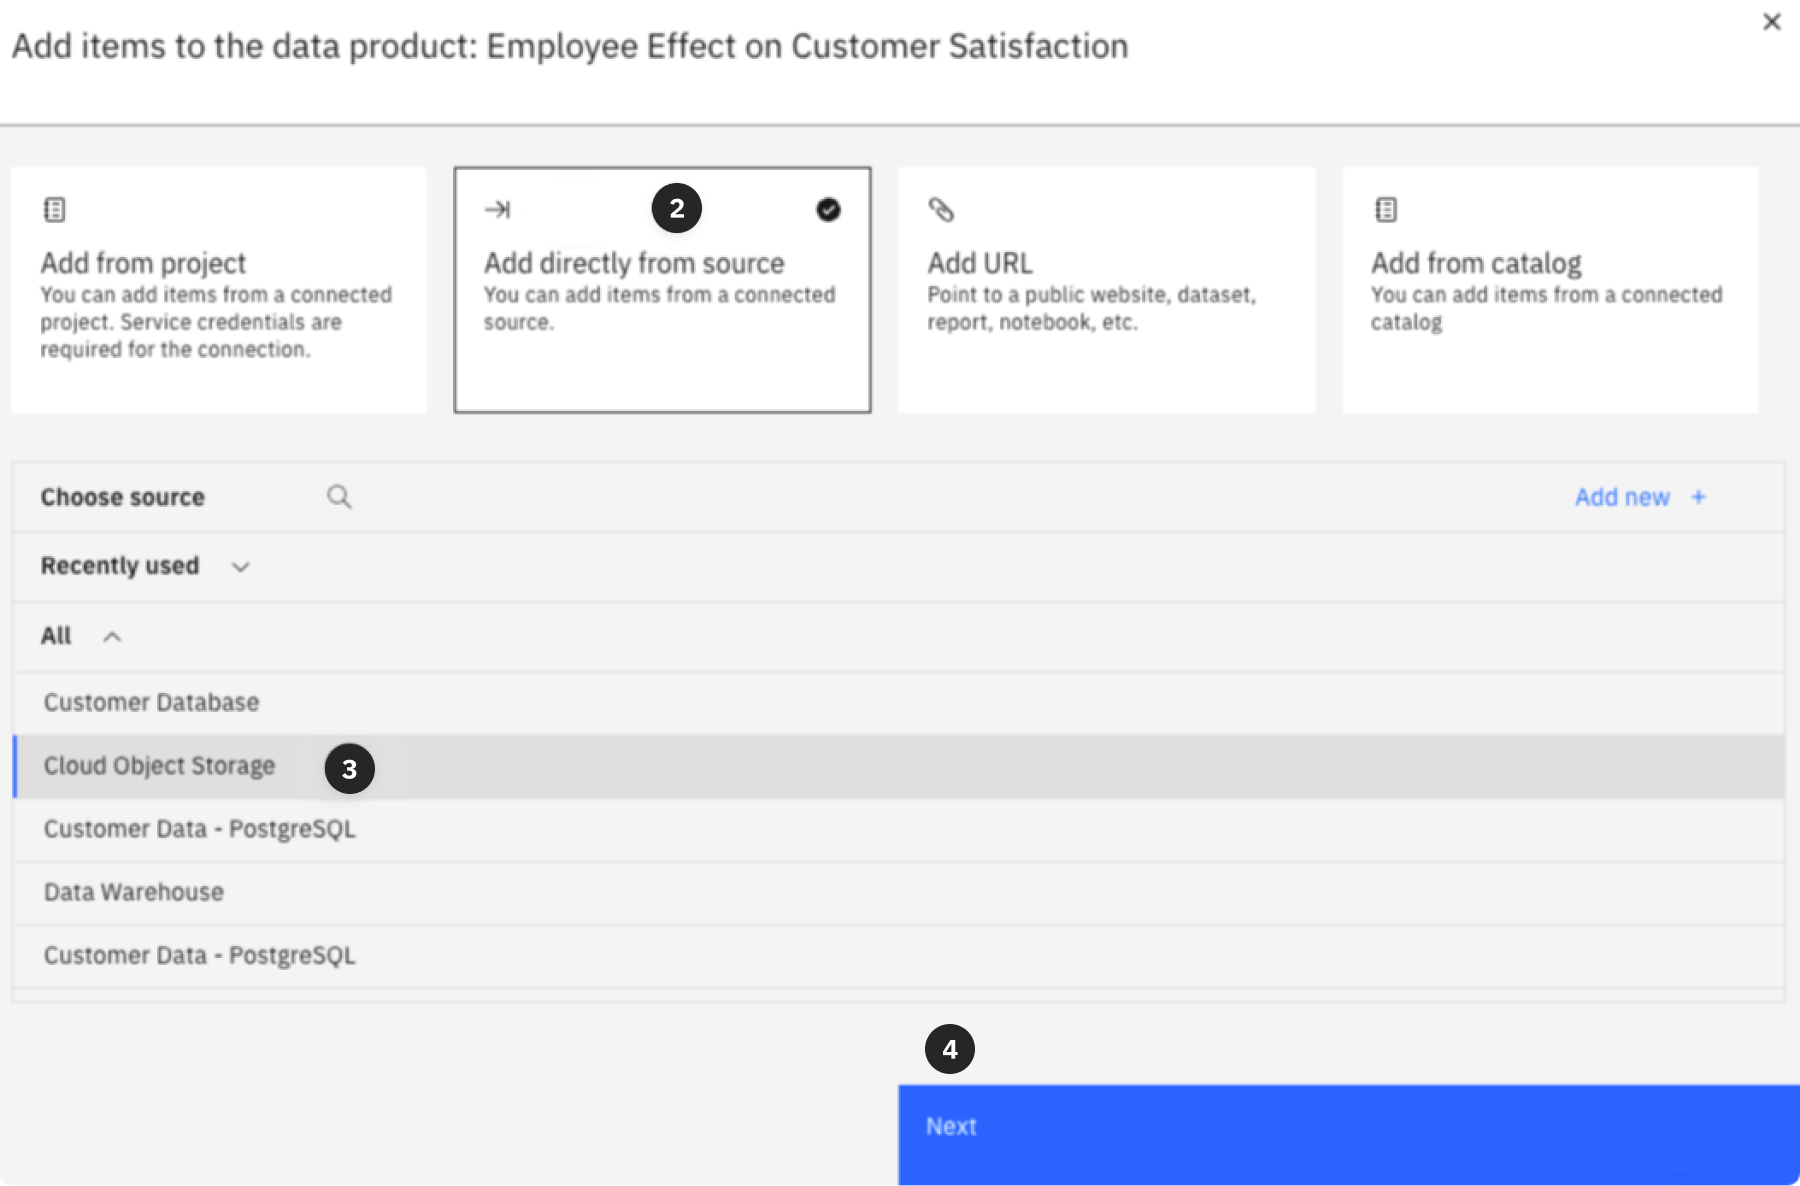 Add items to the data product: Employee Effect on Customer Satisfaction
2
Add from project
You can add items from a connected
project. Service credentials are
required for the connection.
Add directly from source
You can add items from a connected
source.
Add URL
Point to a public website, dataset,
report, notebook, etc.
Add from catalog
You can add items from a connected
catalog
Choose source
Add new +
Recently used
All
Customer Database
Cloud Object Storage 3
Customer Data - PostgreSQL
Data Warehouse
Customer Data - PostgreSQL
4
Next